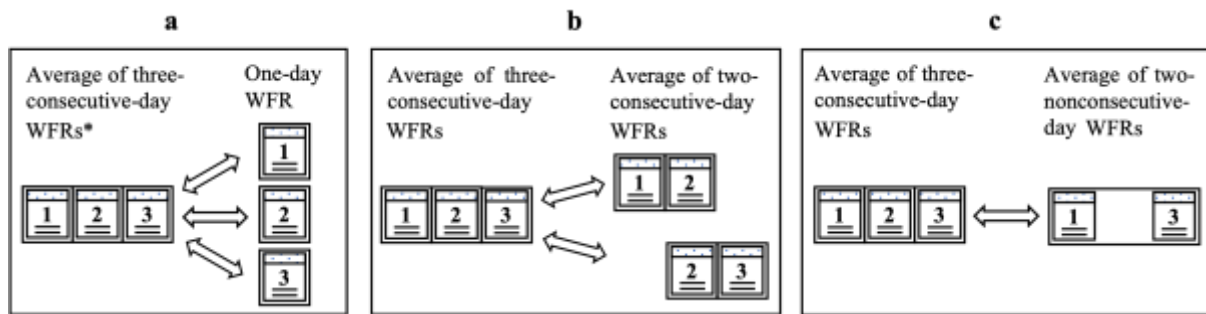 a
Average of three-
consecutive-day
WFRs*
One-day
WFR
1
2
3
1
2
3
b
Average of three-
consecutive-day
WFRs
Average of two-
consecutive-day
WFRs
1
2
3
1
2
2
3
c
Average of three-
consecutive-day
WFRs
Average of two-
nonconsecutive-
day WFRs
1
2
3
1
3